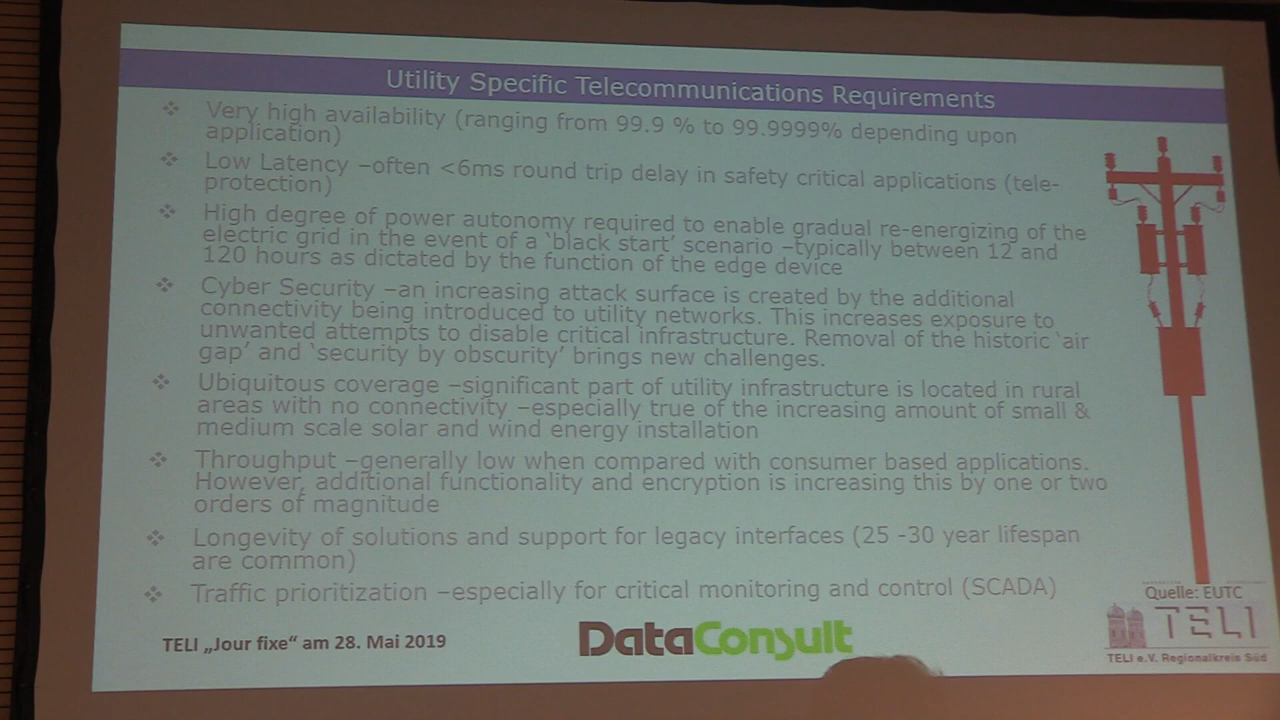 Utility Specific Telecommunications Requirements
❖ Very high availability (ranging from 99.9 % to 99.9999% depending upon
application)
❖ Low Latency –often <6ms round trip delay in safety critical applications (tele-
protection)
❖ High degree of power autonomy required to enable gradual re-energizing of the
electric grid in the event of a ‘black start’ scenario –typically between 12 and
120 hours as dictated by the function of the edge device
❖ Cyber Security –an increasing attack surface is created by the additional
connectivity being introduced to utility networks. This increases exposure to
unwanted attempts to disable critical infrastructure. Removal of the historic ‘air
gap’ and ‘security by obscurity’ brings new challenges.
❖ Ubiquitous coverage –significant part of utility infrastructure is located in rural
areas with no connectivity –especially true of the increasing amount of small &
medium scale solar and wind energy installation
❖ Throughput –generally low when compared with consumer based applications.
However, additional functionality and encryption is increasing this by one or two
orders of magnitude
❖ Longevity of solutions and support for legacy interfaces (25 -30 year lifespan
are common)
❖ Traffic prioritization –especially for critical monitoring and control (SCADA)
Quelle: EUTC
TELI „Jour fixe“ am 28. Mai 2019
DataConsult
TELI
TELI e.V. Regionalkreis Süd